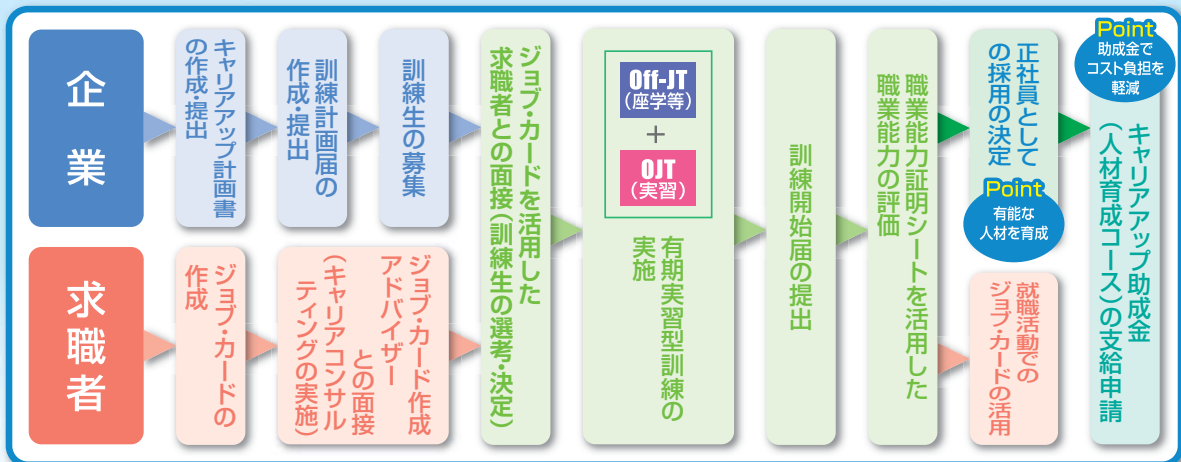 企業
キャリアアップ計画書
の作成・提出
訓練計画届の
作成・提出
訓練生の募集
求職者
ジョブ・カードの
作成
ジョブ・カード作成
アドバイザー
との面接
(キャリアコンサル
ティングの実施)
ジョブ・カードを活用した
求職者との面接(訓練生の選考・決定)
Off-JT
(座学等)
+
OJT
(実習)
有期実習型訓練の
実施
訓練開始届の提出
職業能力証明シートを活用した
職業能力の評価
正社員として
の採用の決定
Point
有能な
人材を育成
就職活動での
ジョブ・カードの活用
Point
助成金で
コスト負担を
軽減
キャリアアップ助成金
(人材育成コース)の支給申請